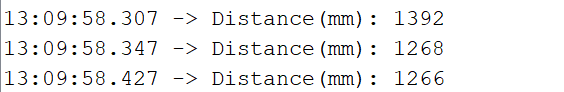 13:09:58.307 -> Distance(mm): 1392
13:09:58.347 -> Distance(mm): 1268
13:09:58.427 -> Distance(mm): 1266